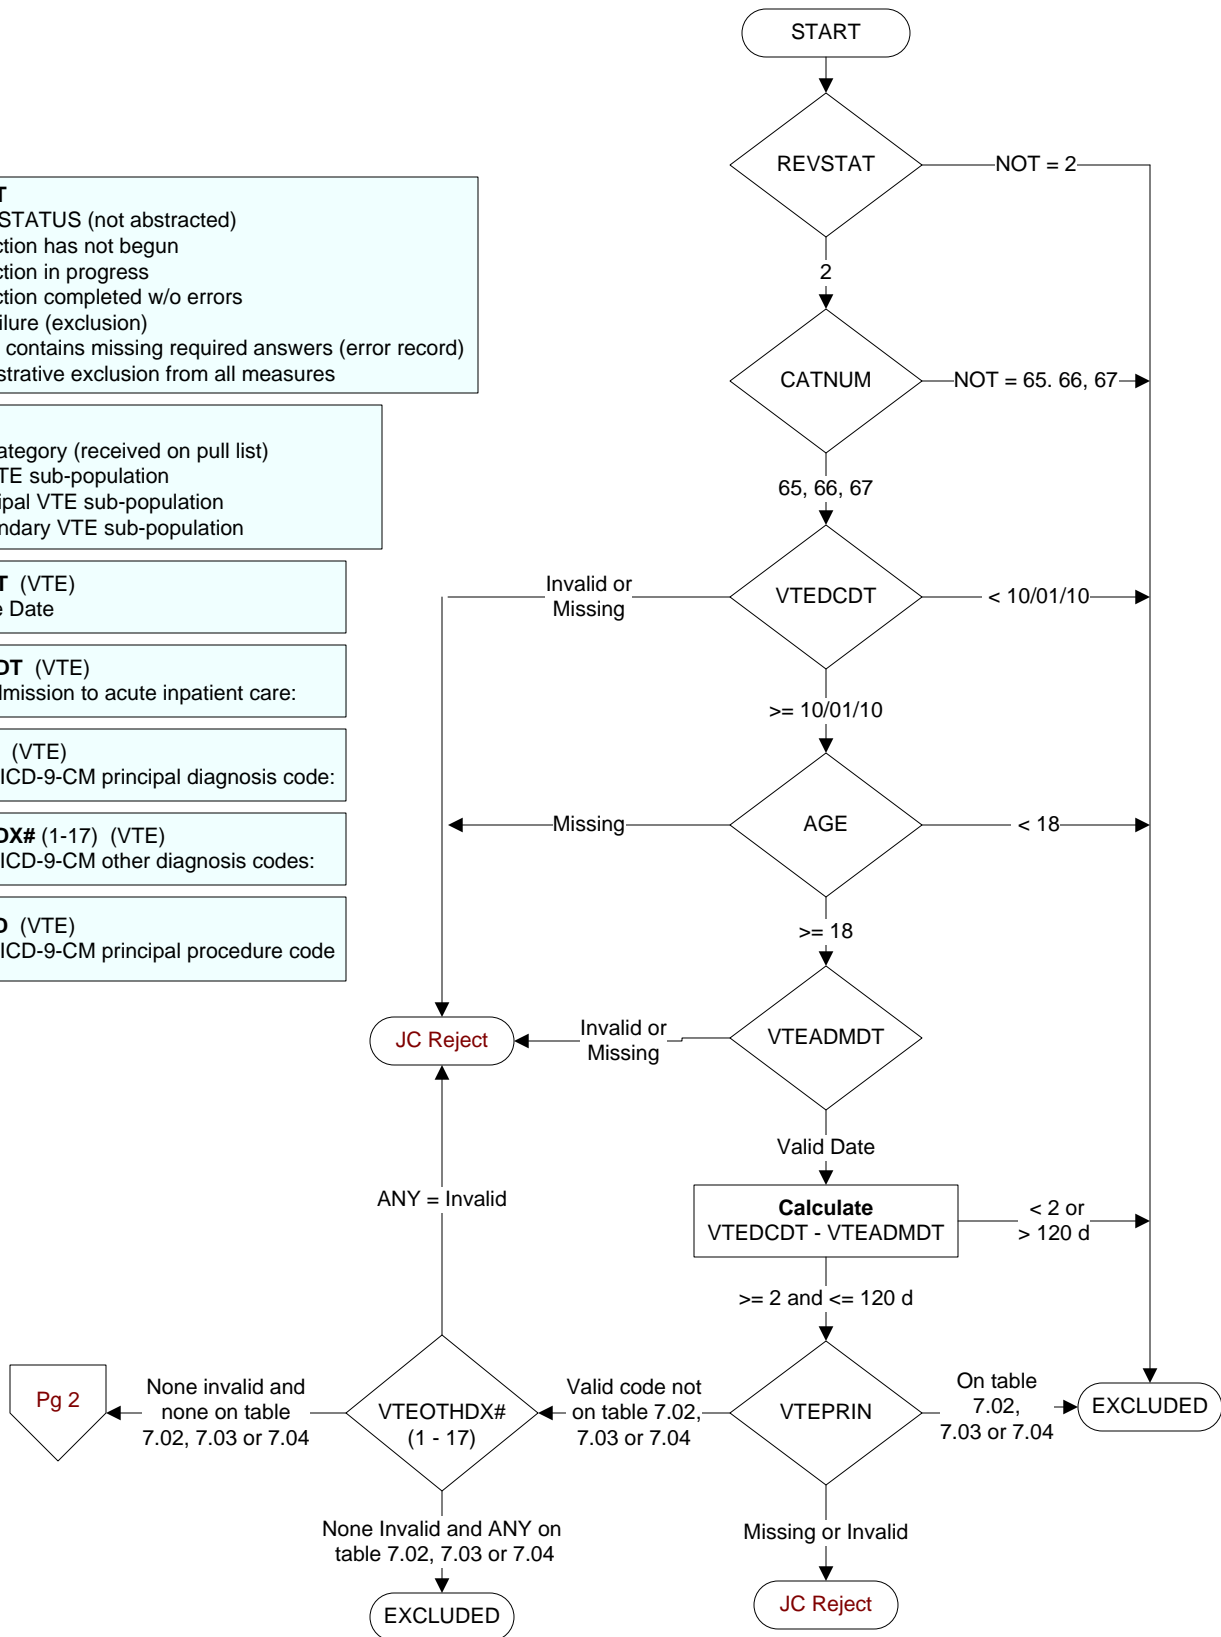 START
REVSTAT
NOT = 2
2
T
STATUS (not abstracted)
ction has not begun
ction in progress
ction completed w/o errors
ilure (exclusion)
contains missing required answers (error record)
strative exclusion from all measures
CATNUM
NOT = 65. 66, 67
65, 66, 67
ategory (received on pull list)
TE sub-population
ipal VTE sub-population
ndary VTE sub-population
T (VTE)
e Date
Invalid or
Missing
VTEDCDT
< 10/01/10
>= 10/01/10
DT (VTE)
lmission to acute inpatient care:
(VTE)
ICD-9-CM principal diagnosis code:
DX# (1-17) (VTE)
ICD-9-CM other diagnosis codes:
Missing
AGE
< 18
>= 18
D (VTE)
ICD-9-CM principal procedure code
JC Reject
Invalid or
Missing
VTEADMDT
Valid Date
ANY = Invalid
Calculate
VTEDCDT - VTEADMDT
< 2 or
> 120 d
>= 2 and <= 120 d
Pg 2
None invalid and
none on table
7.02, 7.03 or 7.04
VTEOTHDX#
(1 - 17)
Valid code not
on table 7.02,
7.03 or 7.04
VTEPRIN
On table
7.02,
7.03 or 7.04
EXCLUDED
None Invalid and ANY on
table 7.02, 7.03 or 7.04
Missing or Invalid
EXCLUDED
JC Reject